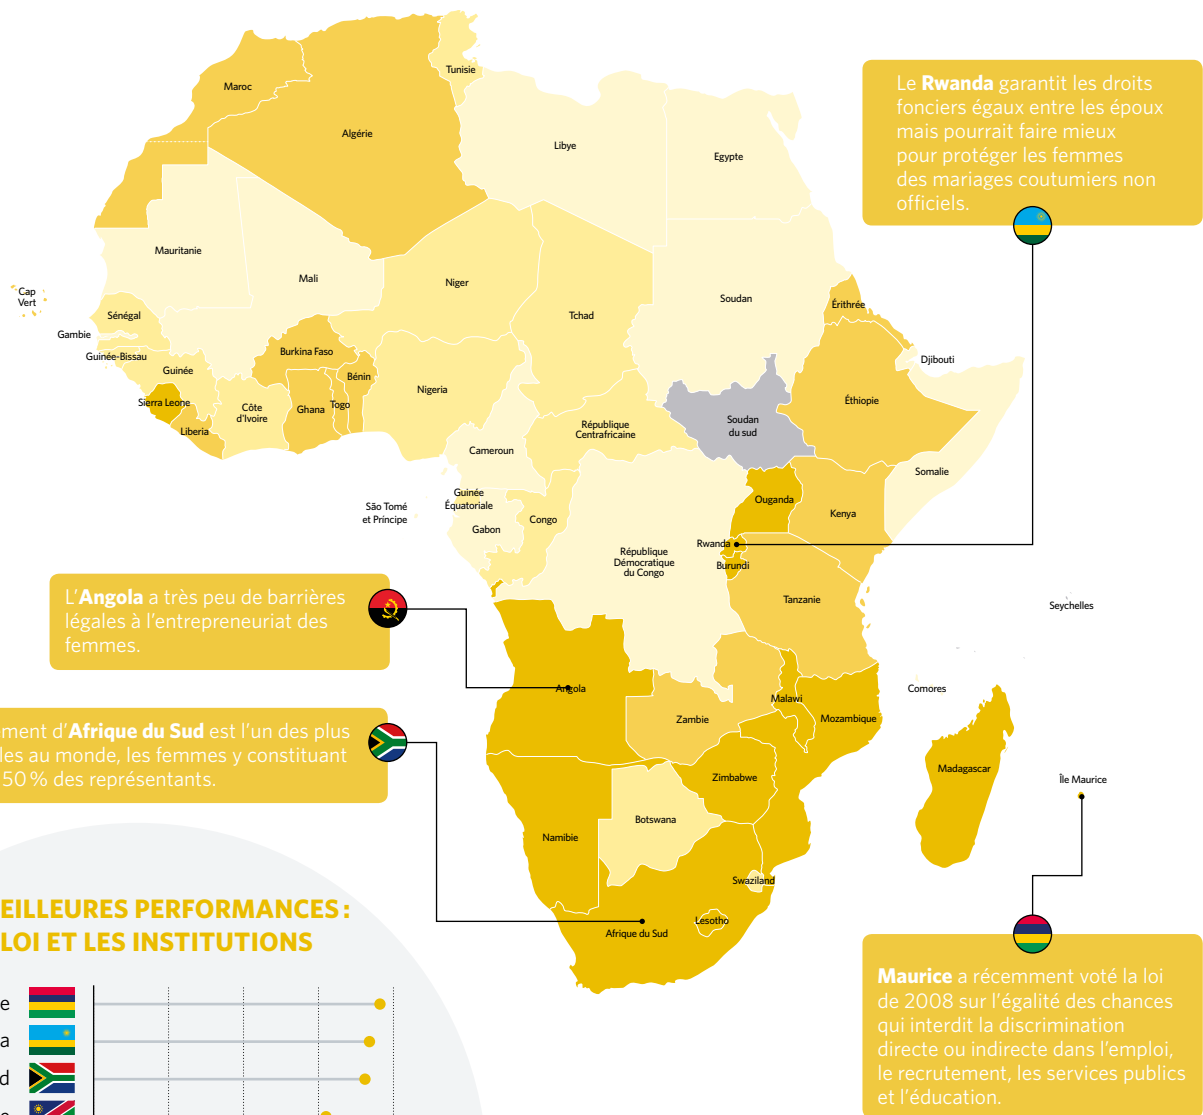 Maroc
Tunisie
Algérie
Libye
Egypte
Mauritanie
Mali
Niger
Tchad
Soudan
Érithrée
Djibouti
Cap
Vert
Sénégal
Gambie
Guinée-Bissau
Guinée
Sierra Leone
Liberia
Côte
d'Ivoire
Burkina Faso
Ghana
Togo
Bénin
Nigeria
Cameroun
République
Centrafricaine
Soudan
du sud
Éthiopie
Somalie
São Tomé
et Príncipe
Guinée
Équatoriale
Gabon
Congo
République
Démocratique
du Congo
Ouganda
Kenya
Rwanda
Burundi
Tanzanie
Seychelles
Comores
Angola
Zambie
Malawi
Mozambique
Madagascar
Île Maurice
Zimbabwe
Botswana
Namibie
Swaziland
Lesotho
Afrique du Sud
Le Rwanda garantit les droits
fonciers égaux entre les époux
mais pourrait faire mieux
pour protéger les femmes
des mariages coutumiers non
officiels.
L'Angola a très peu de barrières
légales à l'entrepreneuriat des
femmes.
ment d'Afrique du Sud est l'un des plus
les au monde, les femmes y constituant
50 % des représentants.
EILLEURES PERFORMANCES :
LOI ET LES INSTITUTIONS
e
a
d
Maurice a récemment voté la loi
de 2008 sur l'égalité des chances
qui interdit la discrimination
directe ou indirecte dans l'emploi,
le recrutement, les services publics
et l'éducation.